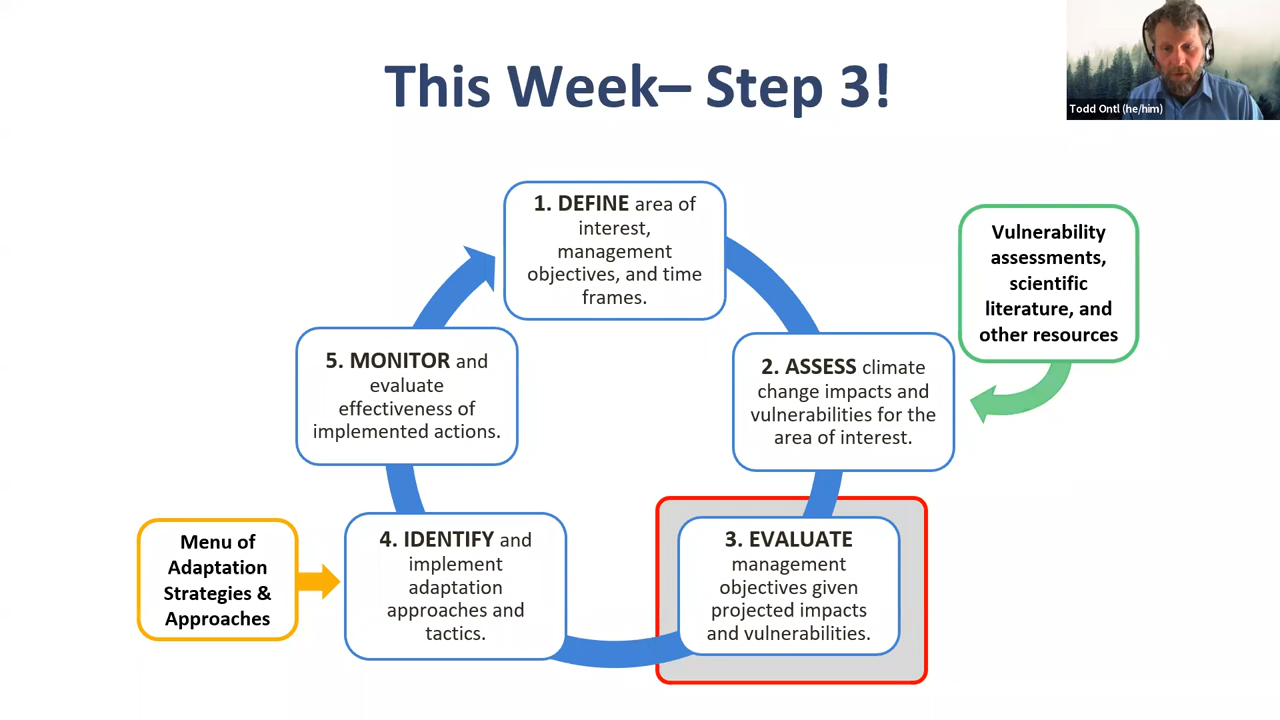 This Week– Step 3!
Todd Ontl (he/him)
1. DEFINE area of
interest,
management
objectives, and time
frames.
Vulnerability
assessments,
scientific
literature, and
other resources
2. ASSESS climate
change impacts and
vulnerabilities for the
area of interest.
3. EVALUATE
management
objectives given
projected impacts
and vulnerabilities.
4. IDENTIFY and
implement
adaptation
approaches and
tactics.
Menu of
Adaptation
Strategies &
Approaches
5. MONITOR and
evaluate
effectiveness of
implemented actions.